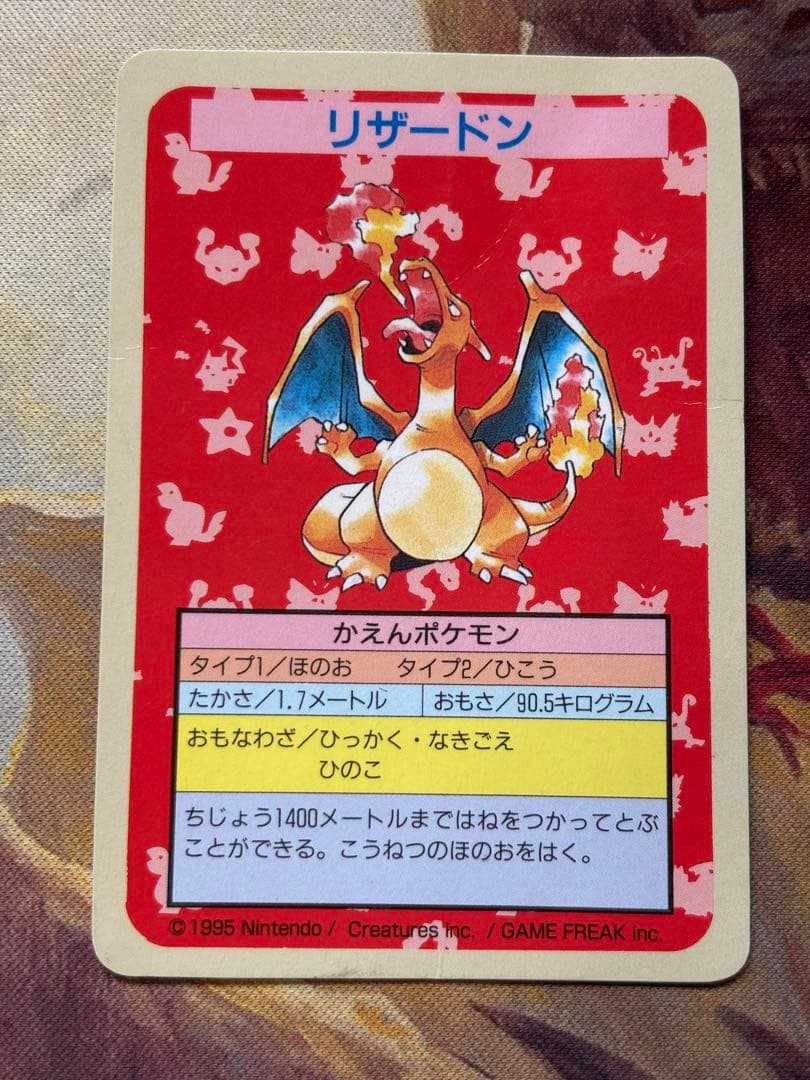 リザードン
かえんポケモン
タイプ1／ほのお　タイプ2／ひこう
たかさ／1.7メートル　おもさ／90.5キログラム
おもなわざ／ひっかく・なきごえ
ひのこ
ちじょう1400メートルまではねをつかってとぶ
ことができる。こうねつのほのおをはく。
©1995 Nintendo / Creatures inc. / GAME FREAK inc.